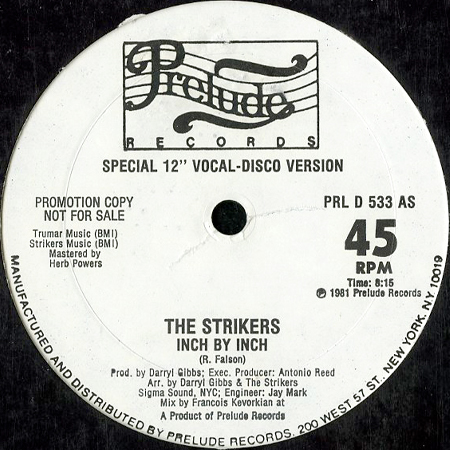 Prelude
RECORDS
SPECIAL 12" VOCAL-DISCO VERSION
PROMOTION COPY
NOT FOR SALE
Trumar Music (BMI)
Strikers Music (BMI)
Mastered by
Herb Powers
PRL D 533 AS
45
RPM
Time: 8:15
℗ 1981 Prelude Records
THE STRIKERS
INCH BY INCH
(R. Faison)
Prod. by Darryl Gibbs; Exec. Producer: Antonio Reed
Arr. by Darryl Gibbs & The Strikers
Sigma Sound, NYC; Engineer: Jay Mark
Mix by Francois Kevorkian at
A Product of Prelude Records
MANUFACTURED AND DISTRIBUTED BY PRELUDE RECORDS, 200 WEST 57 ST. NEW YORK, NY 10019